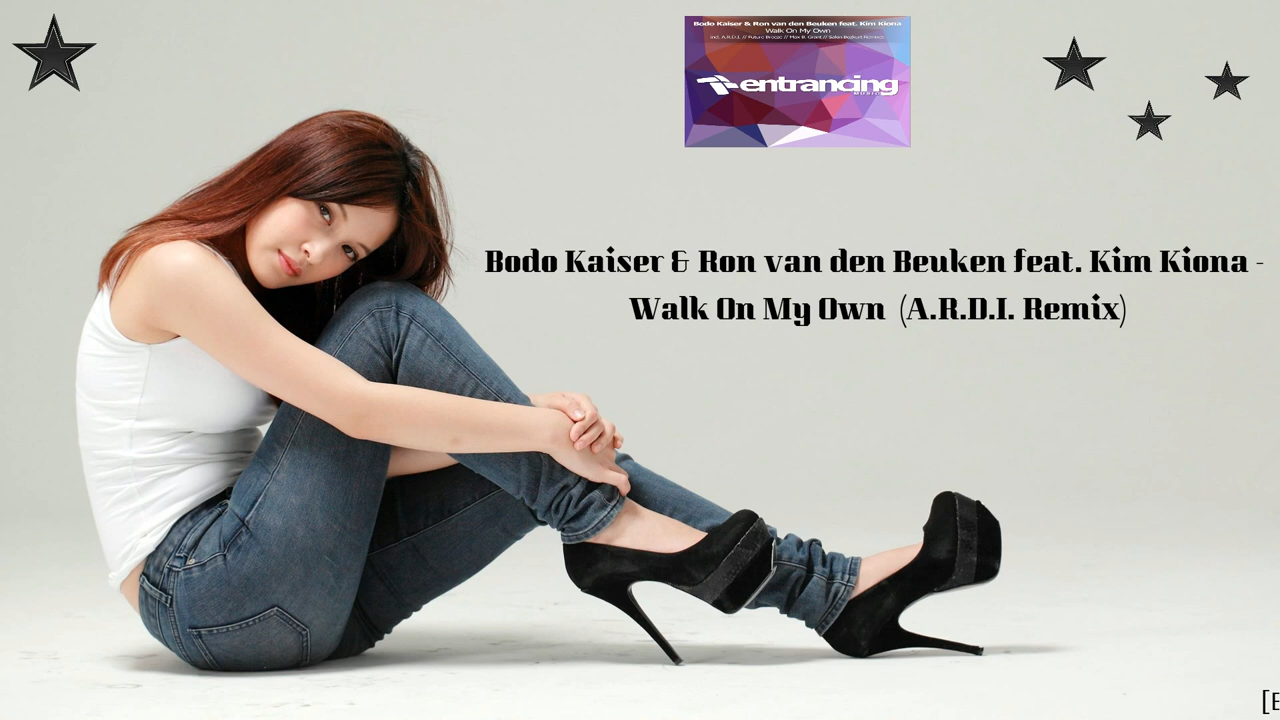 Bodo Kaiser & Ron van den Beuken feat. Kim Kiona
Walk On My Own
entrancing
Bodo Kaiser & Ron van den Beuken feat. Kim Kiona -
Walk On My Own (A.R.D.I. Remix)
[E